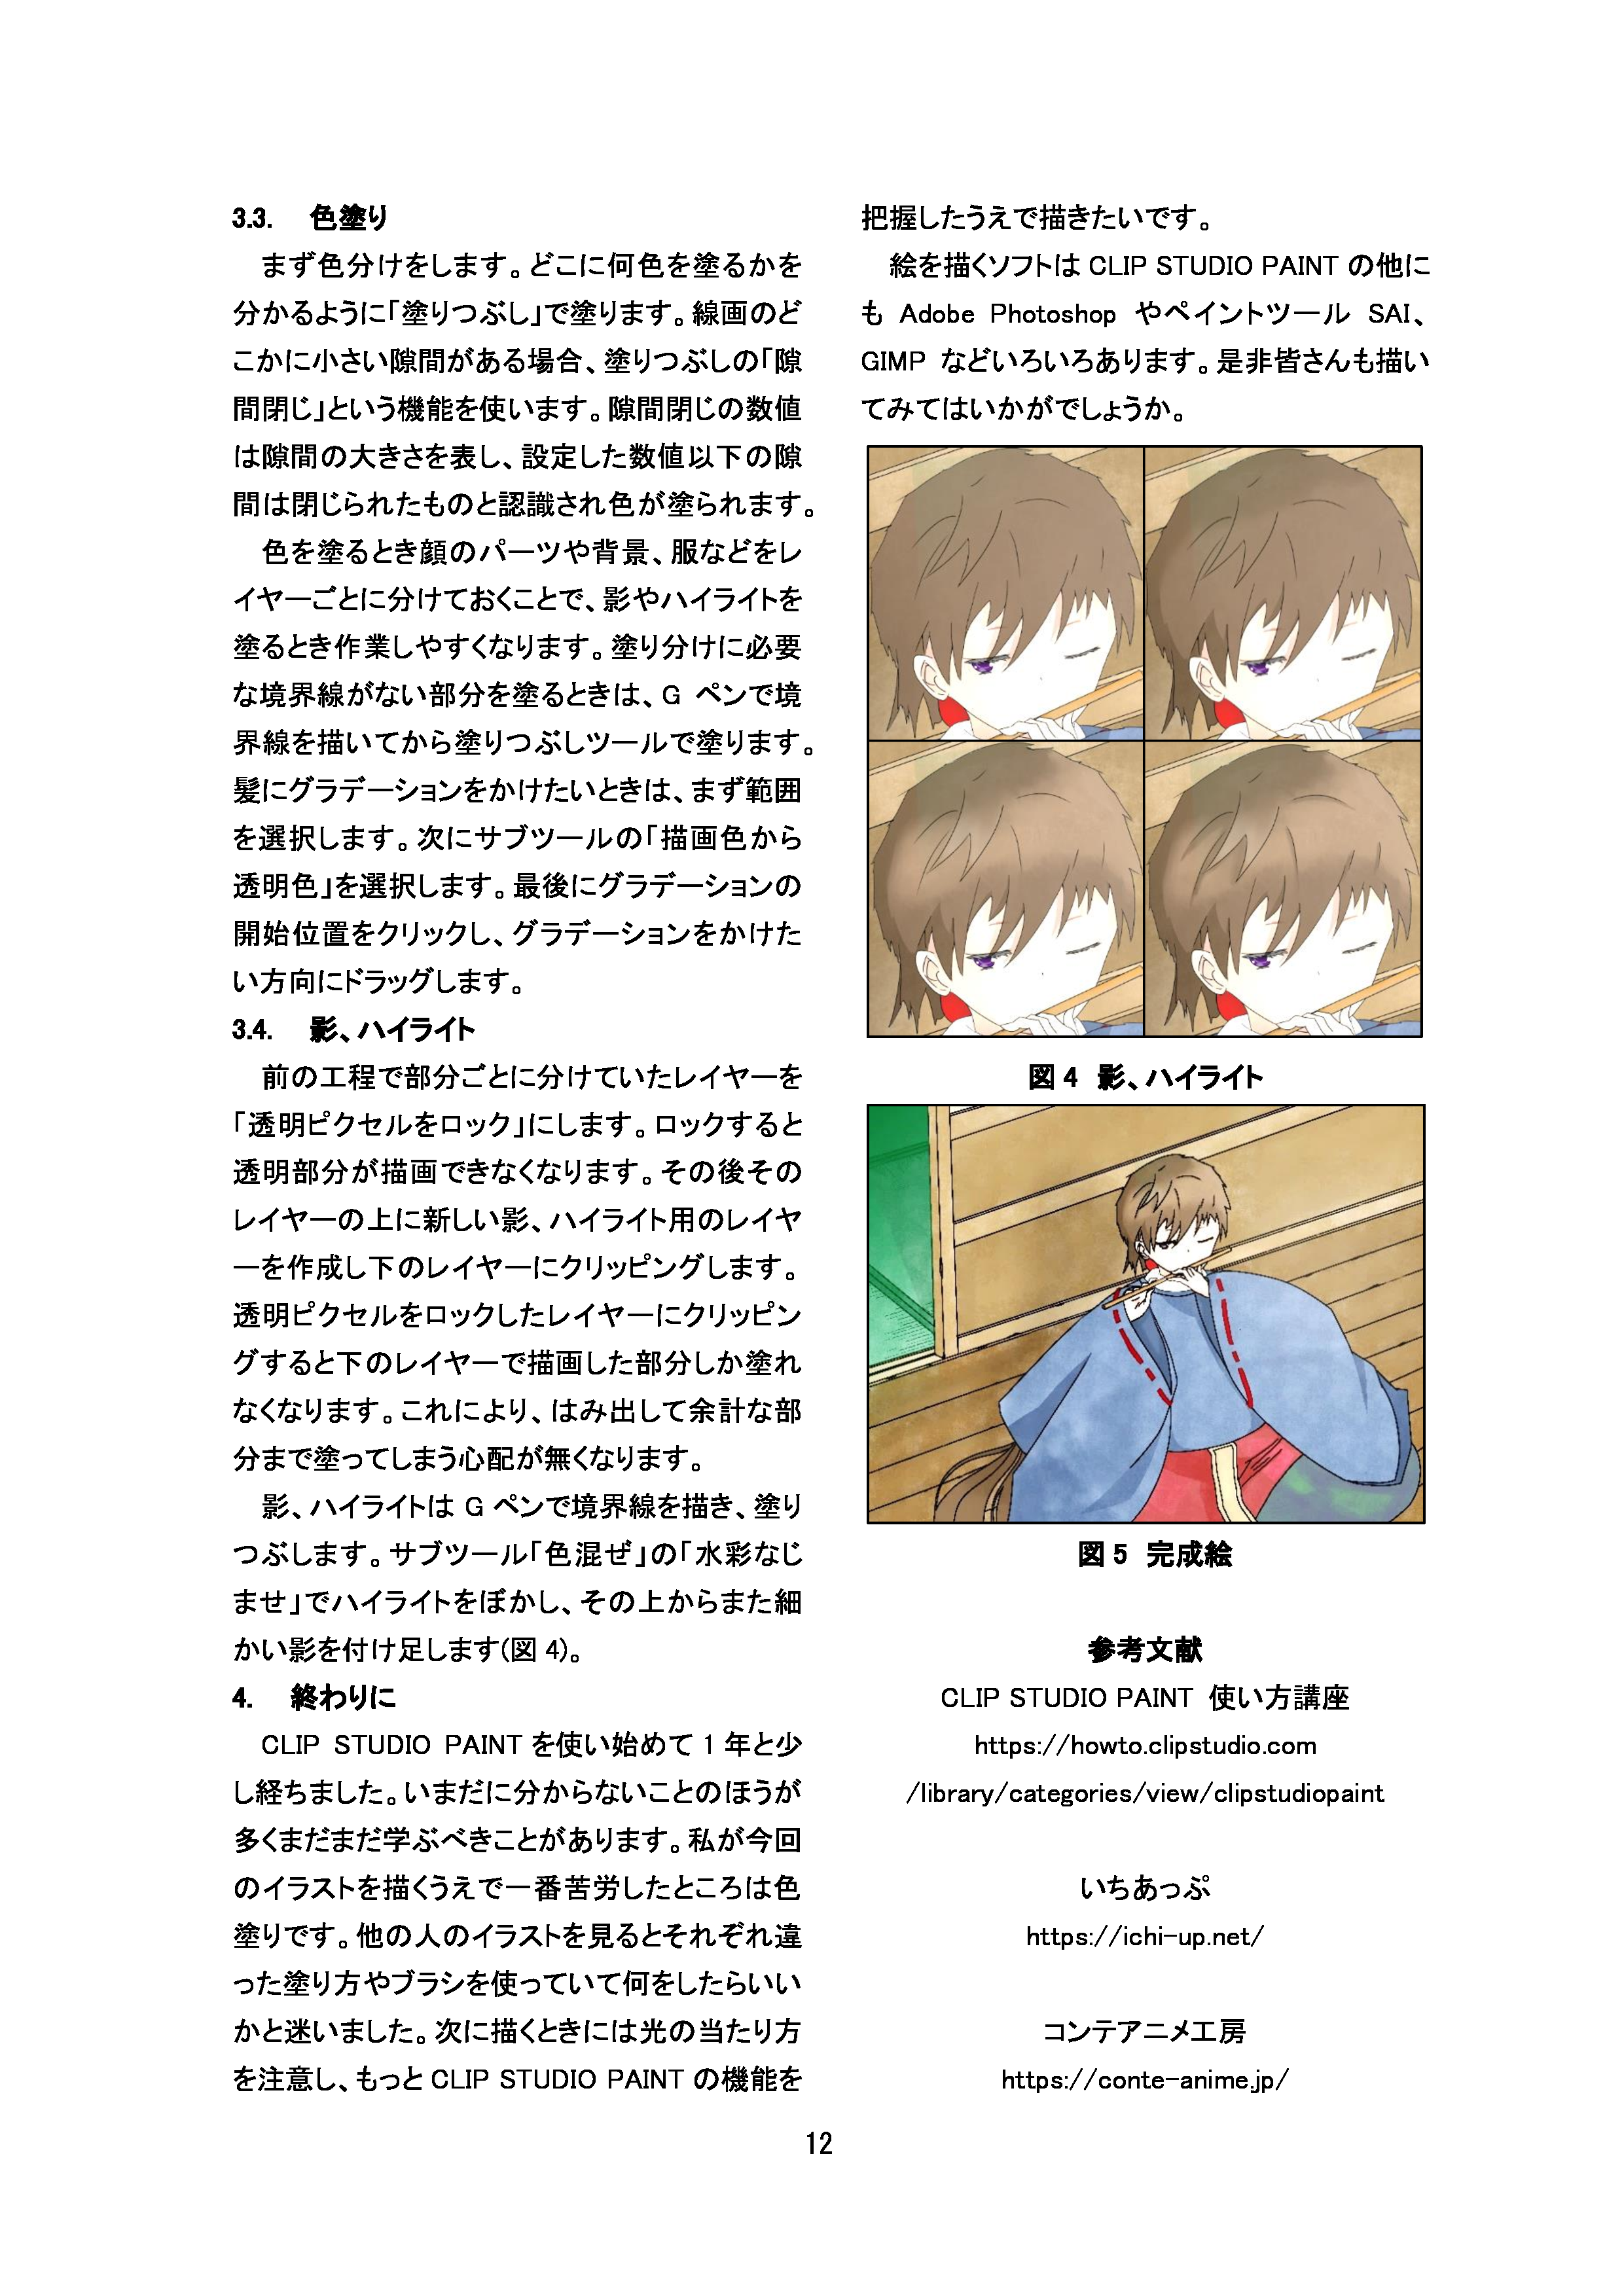 3.3. 色塗り
まず色分けをします。どこに何色を塗るかを
分かるように「塗りつぶし」で塗ります。線画のど
こかに小さい隙間がある場合、塗りつぶしの「隙
間閉じ」という機能を使います。隙間閉じの数値
は隙間の大きさを表し、設定した数値以下の隙
間は閉じられたものと認識され色が塗られます。
色を塗るとき顔のパーツや背景、服などをレ
イヤーごとに分けておくことで、影やハイライトを
塗るとき作業しやすくなります。塗り分けに必要
な境界線がない部分を塗るときは、G ペンで境
界線を描いてから塗りつぶしツールで塗ります。
髪にグラデーションをかけたいときは、まず範囲
を選択します。次にサブツールの「描画色から
透明色」を選択します。最後にグラデーションの
開始位置をクリックし、グラデーションをかけた
い方向にドラッグします。
3.4. 影、ハイライト
前の工程で部分ごとに分けていたレイヤーを
「透明ピクセルをロック」にします。ロックすると
透明部分が描画できなくなります。その後その
レイヤーの上に新しい影、ハイライト用のレイヤ
ーを作成し下のレイヤーにクリッピングします。
透明ピクセルをロックしたレイヤーにクリッピン
グすると下のレイヤーで描画した部分しか塗れ
なくなります。これにより、はみ出して余計な部
分まで塗ってしまう心配が無くなります。
影、ハイライトは G ペンで境界線を描き、塗り
つぶします。サブツール「色混ぜ」の「水彩なじ
ませ」でハイライトをぼかし、その上からまた細
かい影を付け足します(図 4)。
4. 終わりに
CLIP STUDIO PAINT を使い始めて 1 年と少
し経ちました。いまだに分からないことのほうが
多くまだまだ学ぶべきことがあります。私が今回
のイラストを描くうえで一番苦労したところは色
塗りです。他の人のイラストを見るとそれぞれ違
った塗り方やブラシを使っていて何をしたらいい
かと迷いました。次に描くときには光の当たり方
を注意し、もっと CLIP STUDIO PAINT の機能を
把握したうえで描きたいです。
絵を描くソフトは CLIP STUDIO PAINT の他に
も Adobe Photoshop やペイントツール SAI、
GIMP などいろいろあります。是非皆さんも描い
てみてはいかがでしょうか。
図 4 影、ハイライト
図 5 完成絵
参考文献
CLIP STUDIO PAINT 使い方講座
https://howto.clipstudio.com
/library/categories/view/clipstudiopaint
いちあっぷ
https://ichi-up.net/
コンテアニメ工房
https://conte-anime.jp/
12